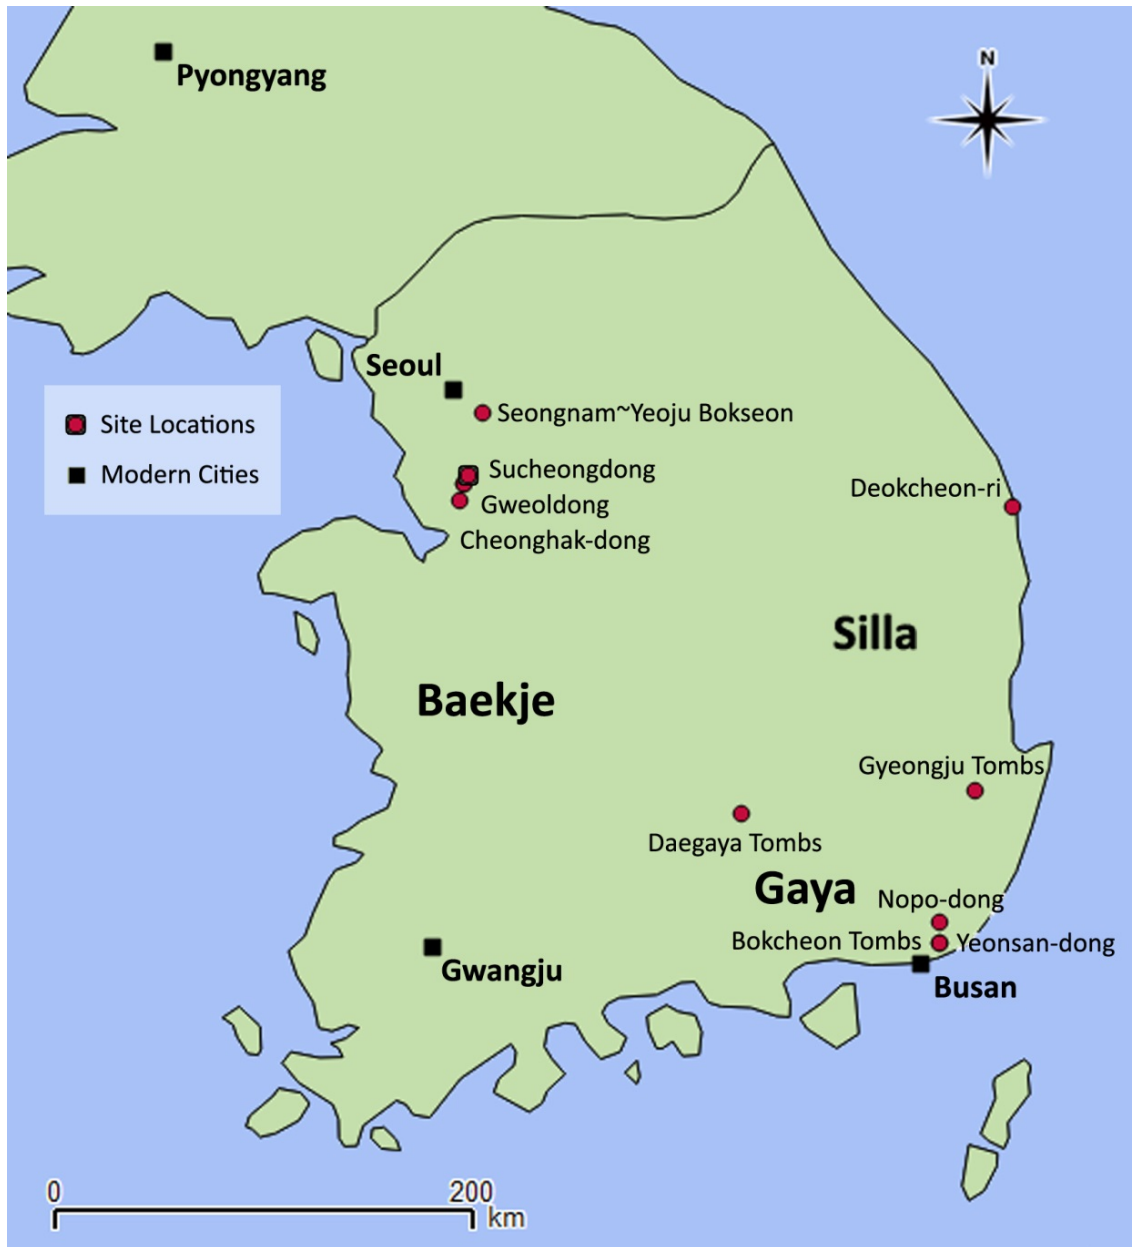 N
Pyongyang
Seoul
Seongnam~Yeoju Bokseon
Site Locations
Modern Cities
Sucheongdong
Gweoldong
Cheonghak-dong
Deokcheon-ri
Silla
Baekje
Gyeongju Tombs
Daegaya Tombs
Gaya
Nopo-dong
Bokcheon Tombs
Yeonsan-dong
Gwangju
Busan
0
200
km